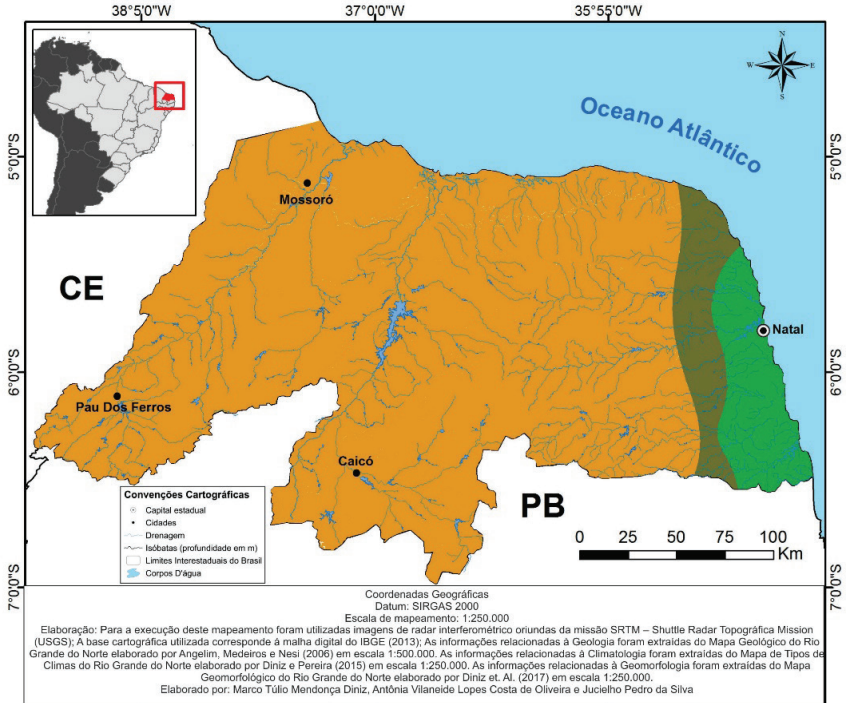 38°5'0"W
37°0'0"W
35°55'0"W
N
W
E
S
Oceano Atlântico
5°0'0"S
5°0'0"S
Mossoró
CE
Natal
6°0'0"S
6°0'0"S
Pau Dos Ferros
Caicó
PB
Convenções Cartográficas
Capital estadual
Cidades
Drenagem
Isóbatas (profundidade em m)
Limites Interestaduais do Brasil
Corpos D'água
0 25 50 75 100
Km
7°0'0"S
7°0'0"S
Coordenadas Geográficas
Datum: SIRGAS 2000
Escala de mapeamento: 1:250.000
Elaboração: Para a execução deste mapeamento foram utilizadas imagens de radar interferométrico oriundas da missão SRTM – Shuttle Radar Topográfica Mission
(USGS); A base cartográfica utilizada corresponde á malha digital do IBGE (2013); As informações relacionadas à Geologia foram extraídas do Mapa Geológico do Rio
Grande do Norte elaborado por Angelim, Medeiros e Nesi (2006) em escala 1:500.000. As informações relacionadas à Climatologia foram extraídas do Mapa de Tipos de
Climas do Rio Grande do Norte elaborado por Diniz e Pereira (2015) em escala 1:250.000. As informações relacionadas à Geomorfologia foram extraídas do Mapa
Geomorfológico do Rio Grande do Norte elaborado por Diniz et. Al. (2017) em escala 1:250.000.
Elaborado por: Marco Túlio Mendonça Diniz, Antônia Vilaneide Lopes Costa de Oliveira e Jucielho Pedro da Silva